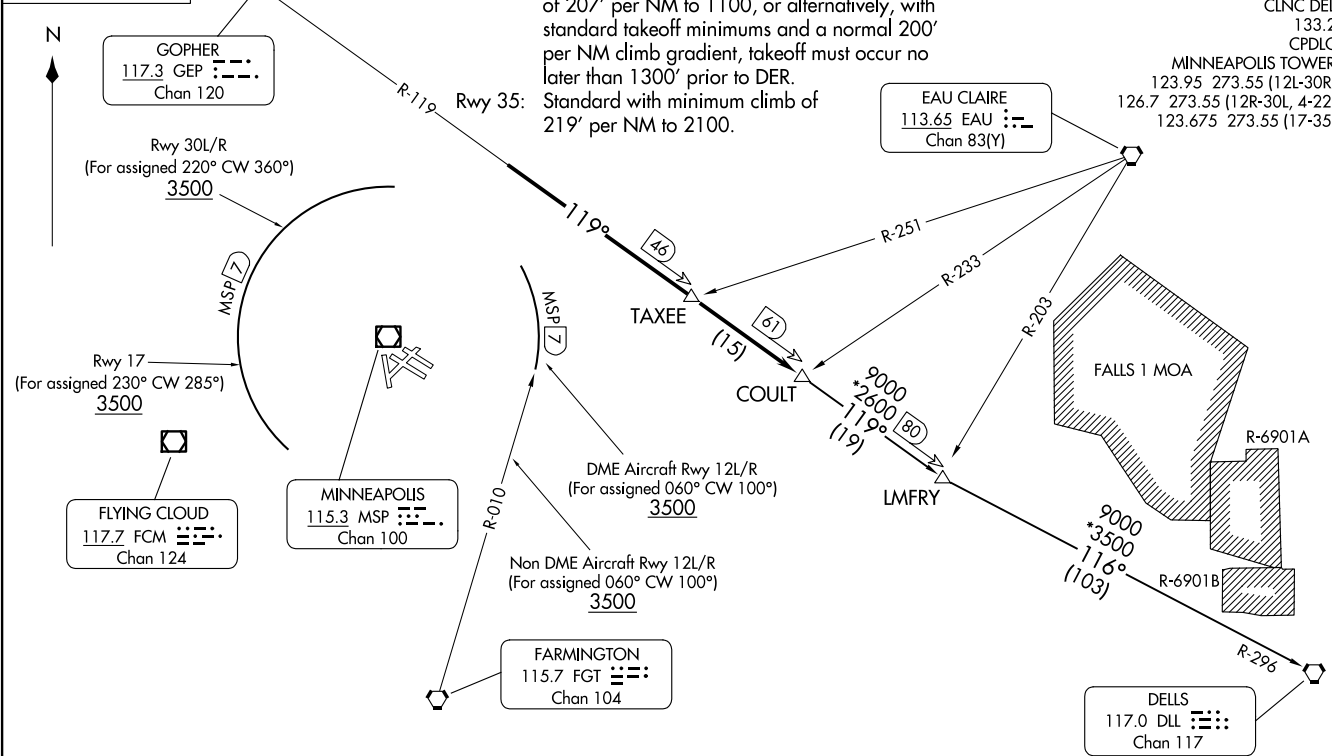 of 207' per NM to 1100, or alternatively, with
standard takeoff minimums and a normal 200'
per NM climb gradient, takeoff must occur no
later than 1300' prior to DER.
Rwy 35: Standard with minimum climb of
219' per NM to 2100.
CLNC DEL
133.2
CPDLC
MINNEAPOLIS TOWER
123.95 273.55 (12L-30R
126.7 273.55 (12R-30L, 4-22
123.675 273.55 (17-35
N
GOPHER
117.3 GEP
Chan 120
R-119
EAU CLAIRE
113.65 EAU
Chan 83(Y)
Rwy 30L/R
(For assigned 220° CW 360°)
3500
MSP 7
Rwy 17
(For assigned 230° CW 285°)
3500
FLYING CLOUD
117.7 FCM
Chan 124
MINNEAPOLIS
115.3 MSP
Chan 100
MSP 7
119°
46
TAXEE
(15)
61
COULT
R-251
R-233
R-203
9000
*2600
119°
(19)
80
LMFRY
FALLS 1 MOA
R-6901A
R-6901B
DME Aircraft Rwy 12L/R
(For assigned 060° CW 100°)
3500
R-010
Non DME Aircraft Rwy 12L/R
(For assigned 060° CW 100°)
3500
FARMINGTON
115.7 FGT
Chan 104
9000
*3500
116°
(103)
R-296
DELLS
117.0 DLL
Chan 117